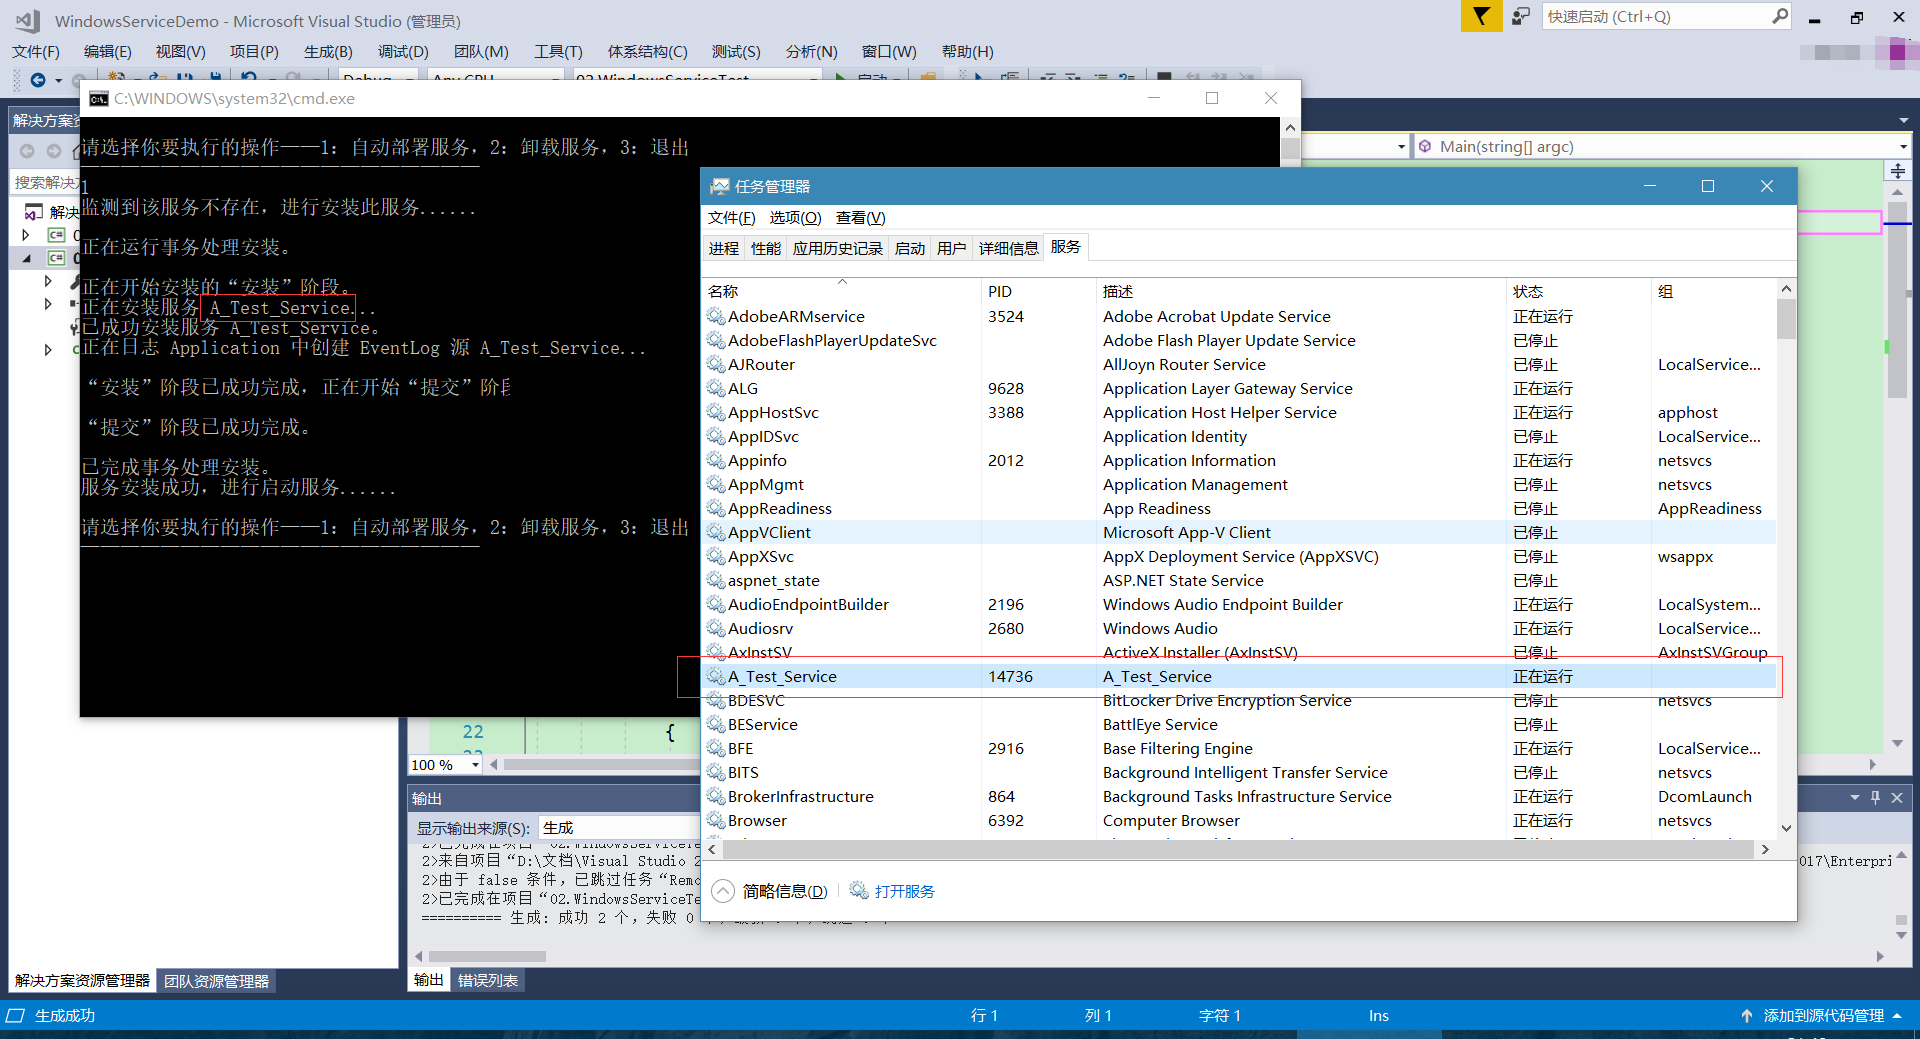 WindowsServiceDemo - Microsoft Visual Studio (管理员)
快速启动 (Ctrl+Q)
文件(F) 编辑(E) 视图(V) 项目(P) 生成(B) 调试(D) 团队(M) 工具(T) 体系结构(C) 测试(S) 分析(N) 窗口(W) 帮助(H)
Debug Any CPU 02.WindowsServiceTest 启动
C:\WINDOWS\system32\cmd.exe
请选择你要执行的操作——1: 自动部署服务, 2: 卸载服务, 3: 退出
————————————————————
1
监测到该服务不存在, 进行安装此服务......
正在运行事务处理安装。
正在开始安装的“安装”阶段。
正在安装服务 A_Test_Service...
已成功安装服务 A_Test_Service。
正在日志 Application 中创建 EventLog 源 A_Test_Service...
“安装”阶段已成功完成, 正在开始“提交”阶段
“提交”阶段已成功完成。
已完成事务处理安装。
服务安装成功, 进行启动服务......
请选择你要执行的操作——1: 自动部署服务, 2: 卸载服务, 3: 退出
————————————————————
解决方案资
搜索解决方
解决
Main(string[] argc)
任务管理器
文件(F) 选项(O) 查看(V)
进程 性能 应用历史记录 启动 用户 详细信息 服务
名称 PID 描述 状态 组
AdobeARMservice 3524 Adobe Acrobat Update Service 正在运行
AdobeFlashPlayerUpdateSvc Adobe Flash Player Update Service 已停止
AJRouter AllJoyn Router Service 已停止 LocalService...
ALG 9628 Application Layer Gateway Service 正在运行
AppHostSvc 3388 Application Host Helper Service 正在运行 apphost
AppIDSvc Application Identity 已停止 LocalService...
Appinfo 2012 Application Information 正在运行 netsvcs
AppMgmt Application Management 已停止 netsvcs
AppReadiness App Readiness 已停止 AppReadiness
AppVClient Microsoft App-V Client 已停止
AppXSvc AppX Deployment Service (AppXSVC) 已停止 wsappx
aspnet_state ASP.NET State Service 已停止
AudioEndpointBuilder 2196 Windows Audio Endpoint Builder 正在运行 LocalSystem...
Audiosrv 2680 Windows Audio 正在运行 LocalService...
AxInstSV ActiveX Installer (AxInstSV) 已停止 AxInstSVGroup
A_Test_Service 14736 A_Test_Service 正在运行
BDESVC BitLocker Drive Encryption Service 已停止 netsvcs
BEService BattlEye Service 已停止
BFE 2916 Base Filtering Engine 正在运行 LocalService...
BITS Background Intelligent Transfer Service 已停止 netsvcs
BrokerInfrastructure 864 Background Tasks Infrastructure Service 正在运行 DcomLaunch
Browser 6392 Computer Browser 正在运行 netsvcs
简略信息(D) 打开服务
22 {
100 %
输出
显示输出来源(S): 生成
2>已完成在项目“02.WindowsServiceTe
2>来自项目“D:\文档\Visual Studio 2 017\Enterpri
2>由于 false 条件，已跳过任务“Remo
2>已完成在项目“02.WindowsServiceTe
========== 生成: 成功 2 个，失败 0
解决方案资源管理器 团队资源管理器
输出 错误列表
生成成功 行 1 列 1 字符 1 Ins 添加到源代码管理